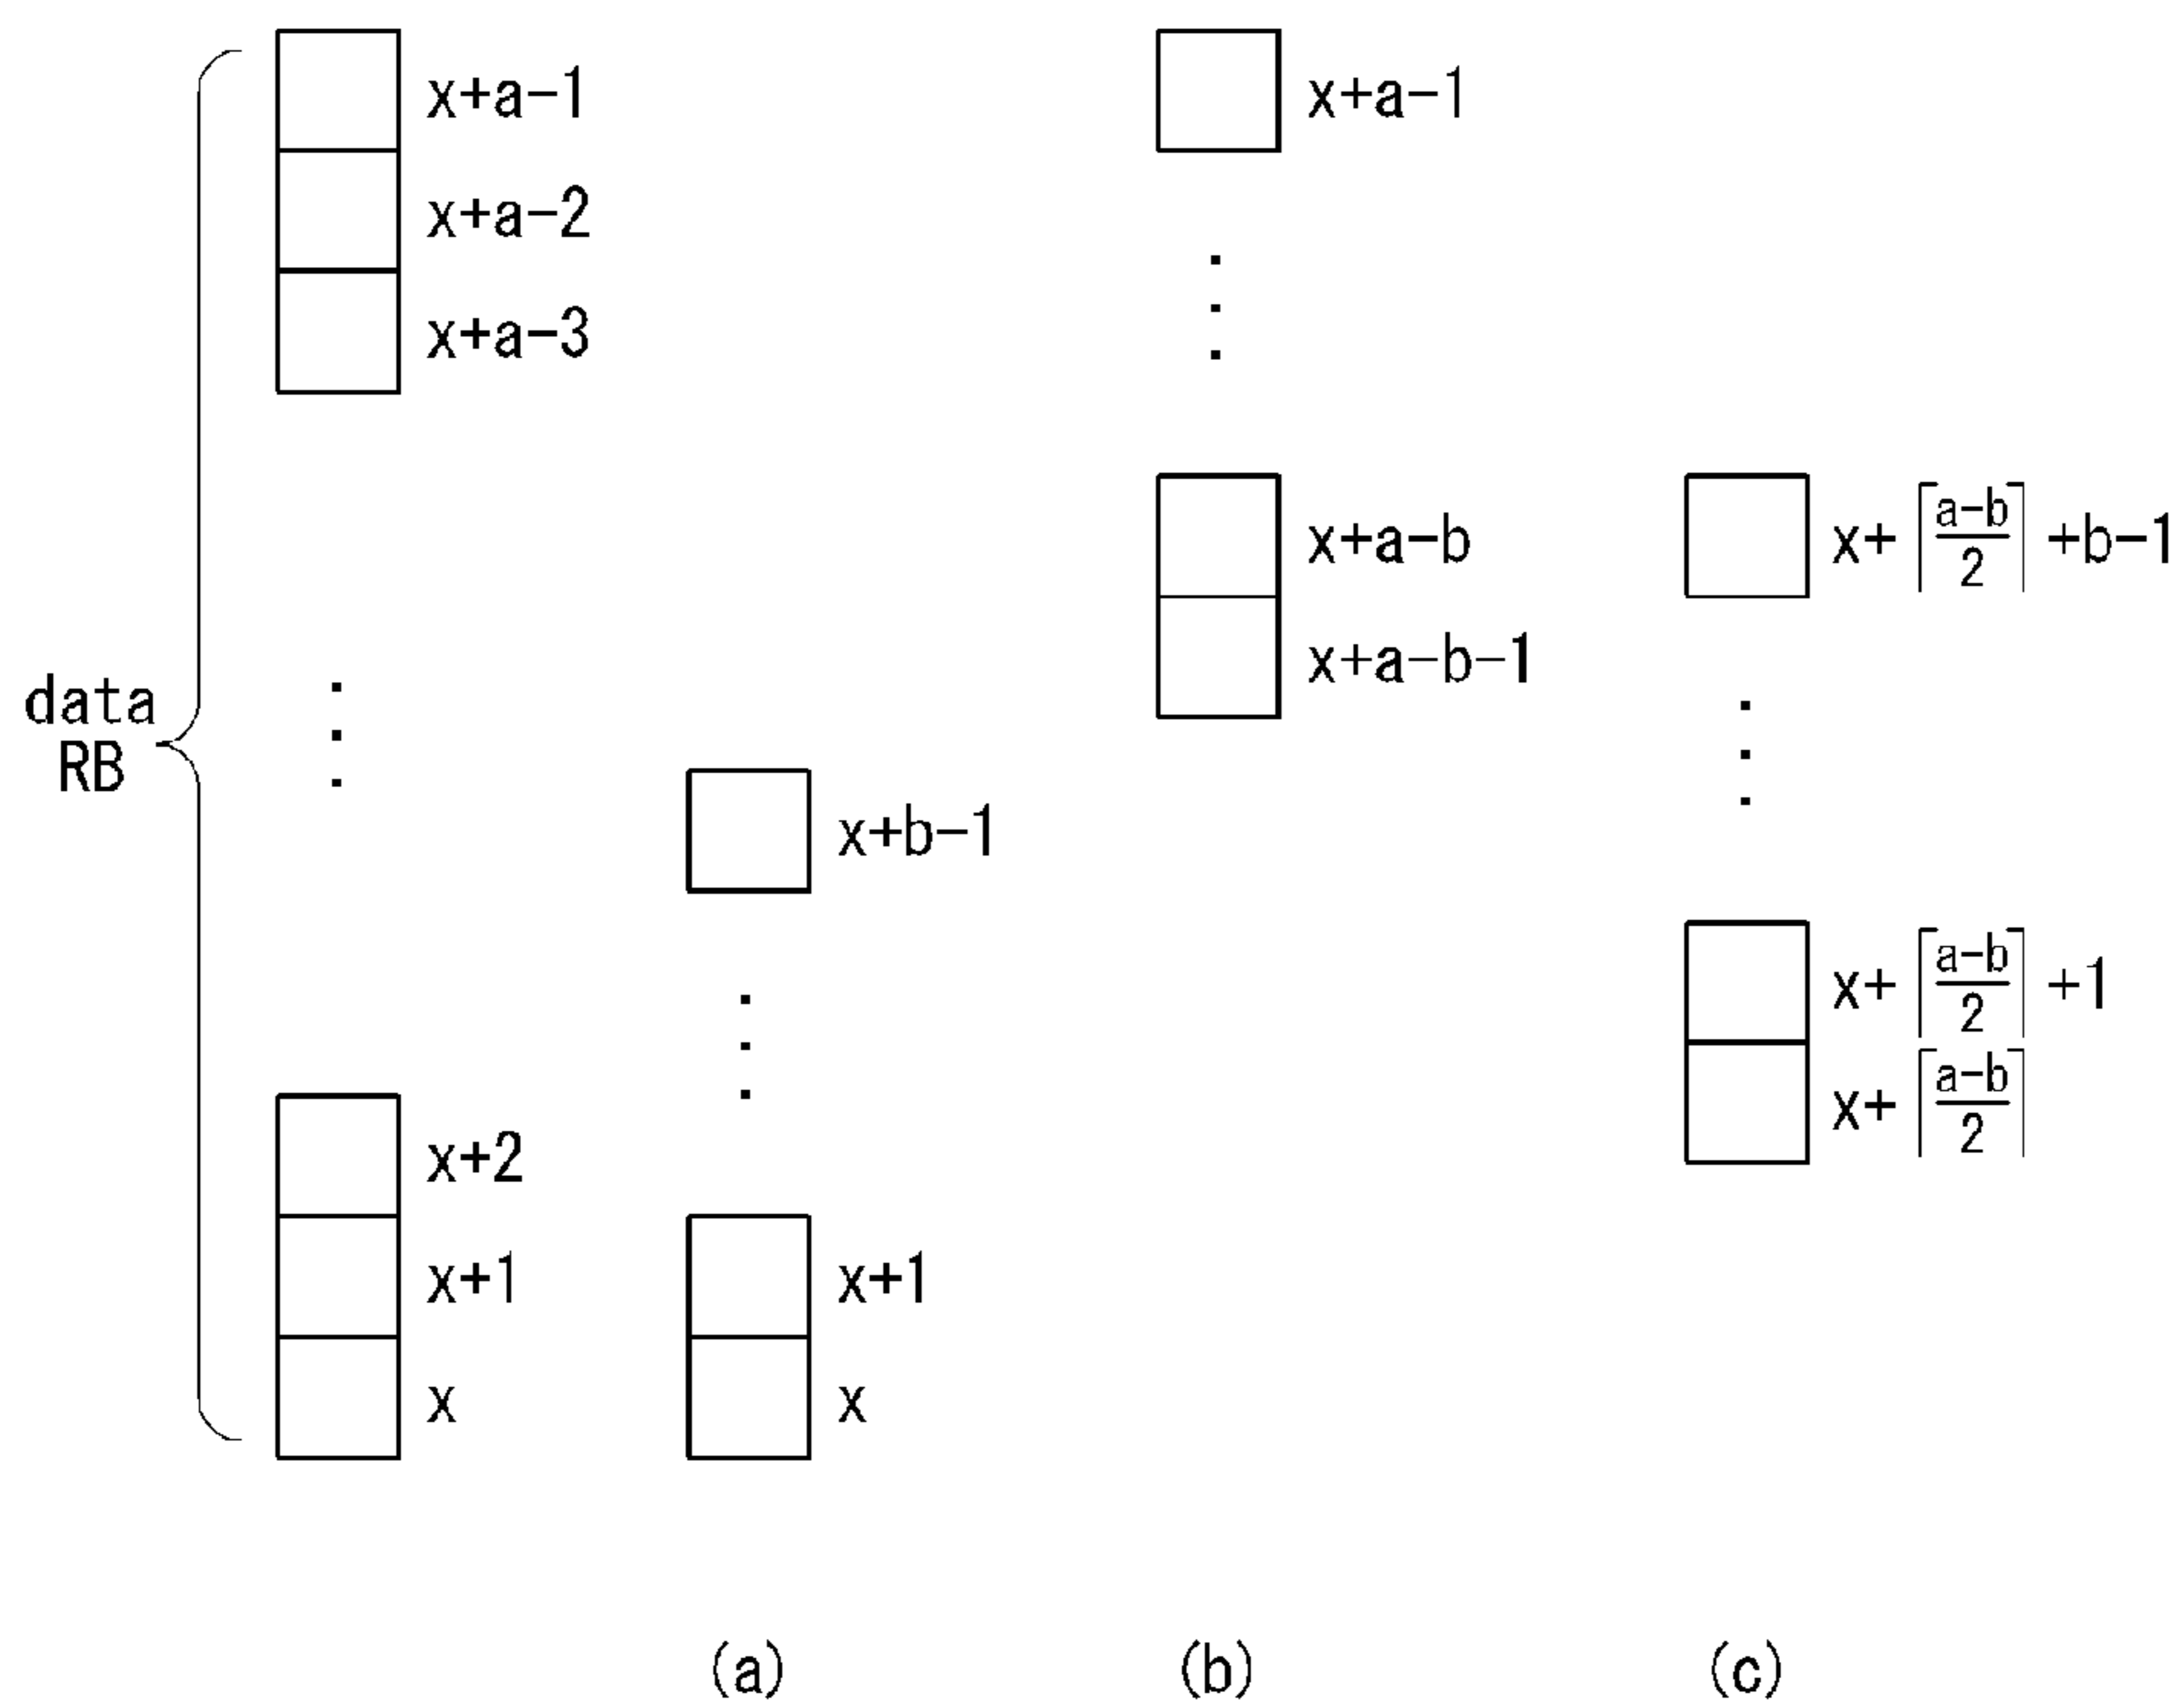 data
RB
x+a-1
x+a-2
x+a-3
x+2
x+1
x
x+b-1
x+1
x
(a)
x+a-1
x+a-b
x+a-b-1
(b)
x+⌈a-b/2⌉+b-1
x+⌈a-b/2⌉+1
x+⌈a-b/2⌉
(c)